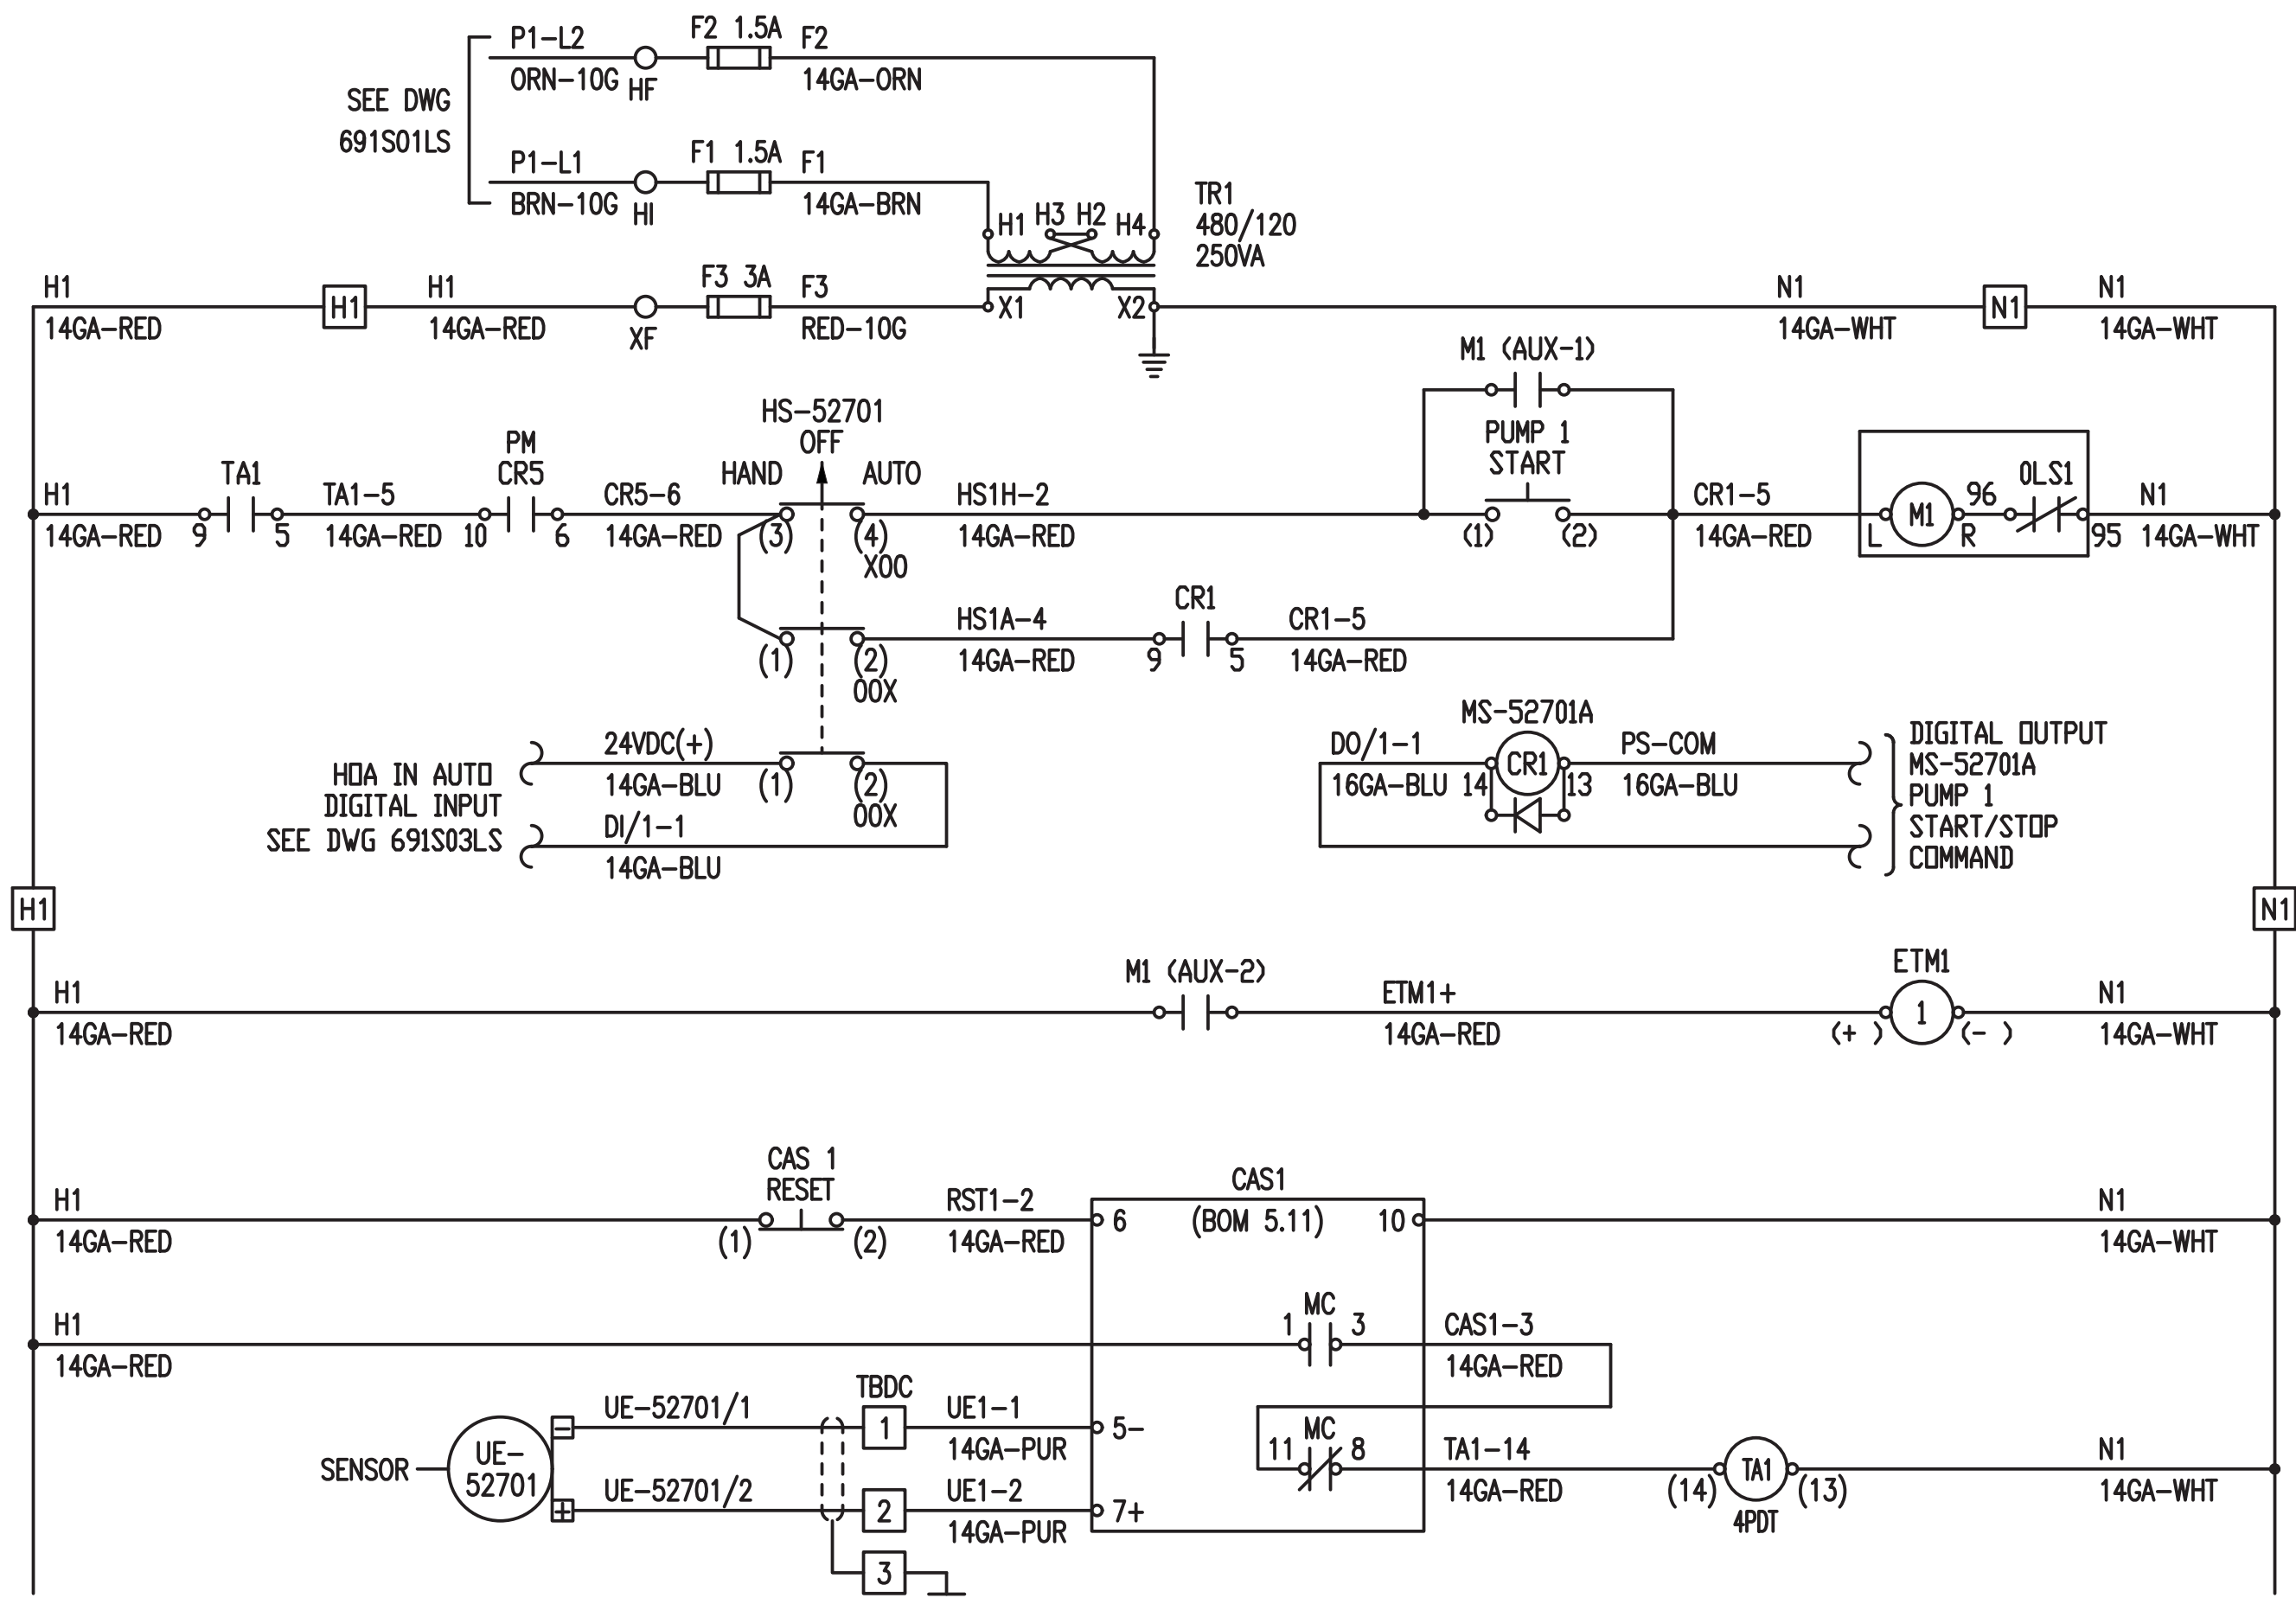 P1-L2
F2 1.5A
F2
ORN-10G
HF
14GA-ORN
SEE DWG
691S01LS
P1-L1
F1 1.5A
F1
BRN-10G
HI
14GA-BRN
TR1
480/120
250VA
H1
H3
H2
H4
H1
14GA-RED
H1
H1
14GA-RED
XF
F3 3A
F3
RED-10G
X1
X2
N1
14GA-WHT
N1
N1
14GA-WHT
M1 (AUX-1)
HS-52701
OFF
HAND
AUTO
PUMP 1
START
H1
14GA-RED
TA1
9
5
TA1-5
14GA-RED
PM
CR5
10
6
CR5-6
14GA-RED
(3)
(4)
X00
HS1H-2
14GA-RED
(1)
(2)
CR1-5
14GA-RED
L
M1
R
96
OLS1
95
N1
14GA-WHT
(1)
(2)
00X
HS1A-4
14GA-RED
CR1
9
5
CR1-5
14GA-RED
HOA IN AUTO
DIGITAL INPUT
SEE DWG 691S03LS
24VDC(+)
14GA-BLU
(1)
(2)
00X
DI/1-1
14GA-BLU
MS-52701A
DO/1-1
16GA-BLU
14
CR1
13
PS-COM
16GA-BLU
DIGITAL OUTPUT
MS-52701A
PUMP 1
START/STOP
COMMAND
H1
N1
H1
14GA-RED
M1 (AUX-2)
ETM1+
14GA-RED
ETM1
(+ )
1
(- )
N1
14GA-WHT
H1
14GA-RED
CAS 1
RESET
(1)
(2)
RST1-2
14GA-RED
CAS1
6
(BOM 5.11)
10
N1
14GA-WHT
H1
14GA-RED
1
MC
3
CAS1-3
14GA-RED
SENSOR
UE-
52701
−
+
UE-52701/1
UE-52701/2
TBDC
1
2
3
UE1-1
14GA-PUR
5-
UE1-2
14GA-PUR
7+
11
MC
8
TA1-14
14GA-RED
(14)
TA1
(13)
4PDT
N1
14GA-WHT